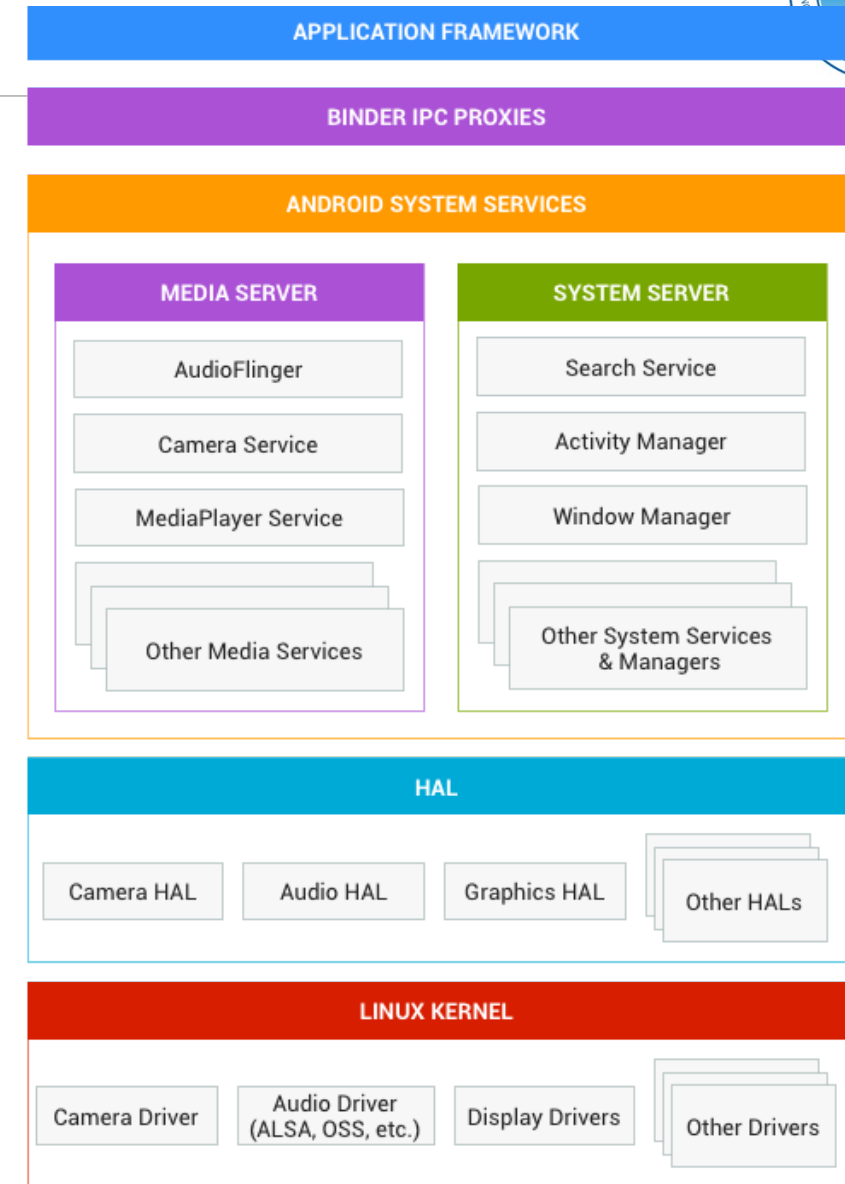 APPLICATION FRAMEWORK
BINDER IPC PROXIES
ANDROID SYSTEM SERVICES
MEDIA SERVER
AudioFlinger
Camera Service
MediaPlayer Service
Other Media Services
SYSTEM SERVER
Search Service
Activity Manager
Window Manager
Other System Services
& Managers
HAL
Camera HAL
Audio HAL
Graphics HAL
Other HALs
LINUX KERNEL
Camera Driver
Audio Driver
(ALSA, OSS, etc.)
Display Drivers
Other Drivers